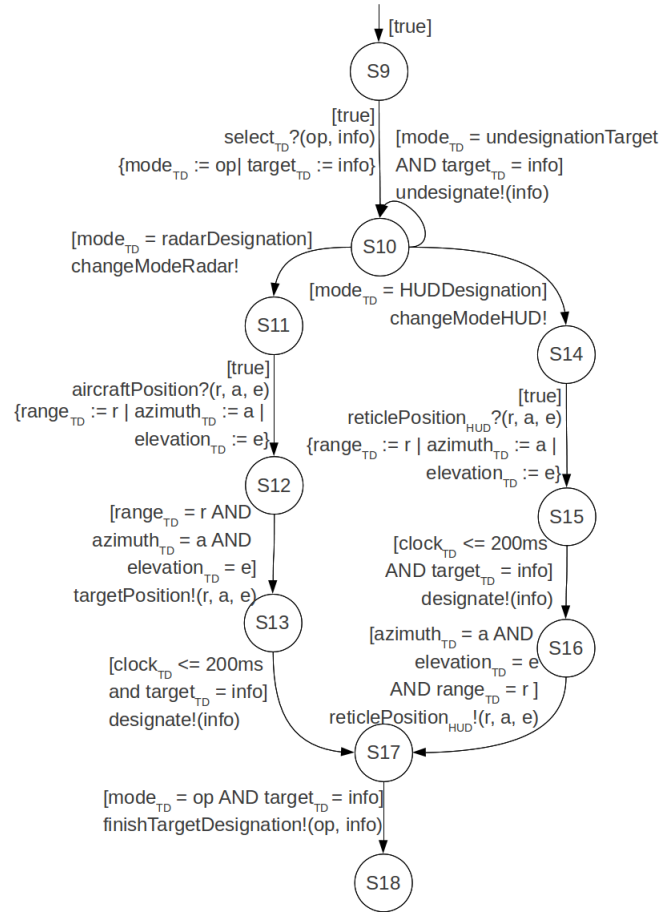 [true]
S9
[true]
select_TD?(op, info)
{mode_TD := op| target_TD := info}
[mode_TD = undesignationTarget
AND target_TD = info]
undesignate!(info)
S10
[mode_TD = radarDesignation]
changeModeRadar!
[mode_TD = HUDDesignation]
changeModeHUD!
S11
S14
[true]
aircraftPosition?(r, a, e)
{range_TD := r | azimuth_TD := a |
elevation_TD := e}
[true]
reticlePosition_HUD?(r, a, e)
{range_TD := r | azimuth_TD := a |
elevation_TD := e}
S12
S15
[range_TD = r AND
azimuth_TD = a AND
elevation_TD = e]
targetPosition!(r, a, e)
[clock_TD <= 200ms
AND target_TD = info]
designate!(info)
S13
S16
[clock_TD <= 200ms
and target_TD = info]
designate!(info)
[azimuth_TD = a AND
elevation_TD = e
AND range_TD = r ]
reticlePosition_HUD!(r, a, e)
S17
[mode_TD = op AND target_TD = info]
finishTargetDesignation!(op, info)
S18